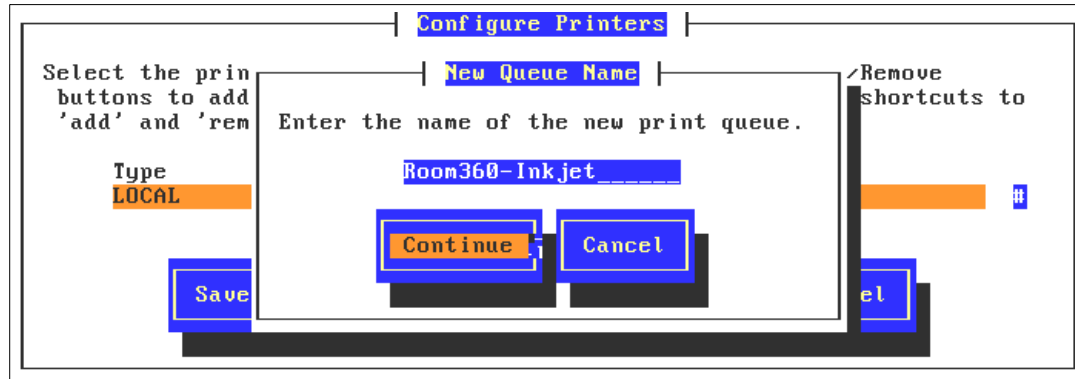 Configure Printers
New Queue Name
Select the prin /Remove
buttons to add shortcuts to
'add' and 'rem
Enter the name of the new print queue.
Type
Room360-Inkjet______
LOCAL #
Continue Cancel
Save el